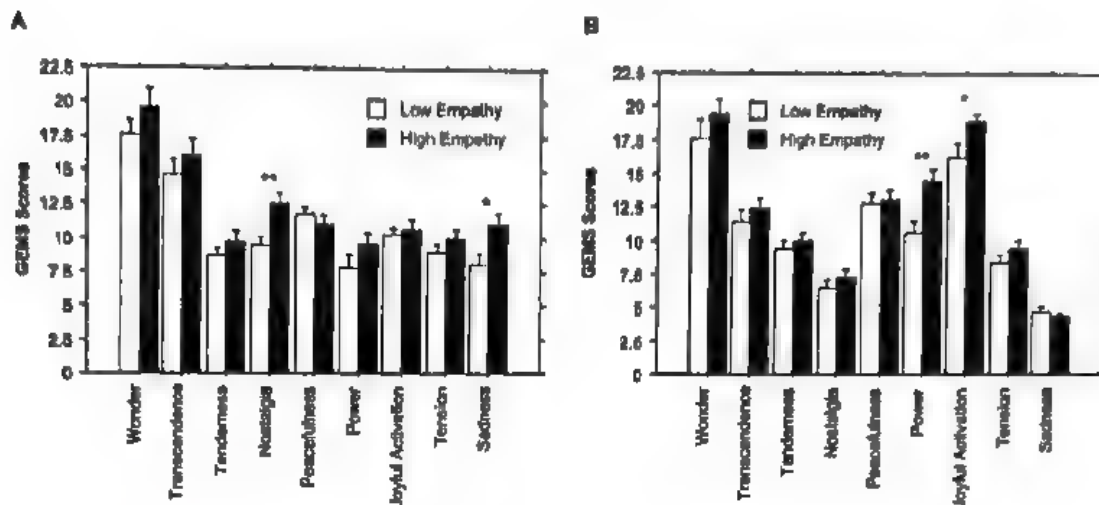 A
22.5
20
17.5
15
12.5
10
7.5
5
2.5
0
GEMS Scores
Low Empathy
High Empathy
**
*
Wonder
Transcendence
Tenderness
Nostalgia
Peacefulness
Power
Joyful Activation
Tension
Sadness
B
22.5
20
17.5
15
12.5
10
7.5
5
2.5
0
GEMS Scores
Low Empathy
High Empathy
**
*
Wonder
Transcendence
Tenderness
Nostalgia
Peacefulness
Power
Joyful Activation
Tension
Sadness